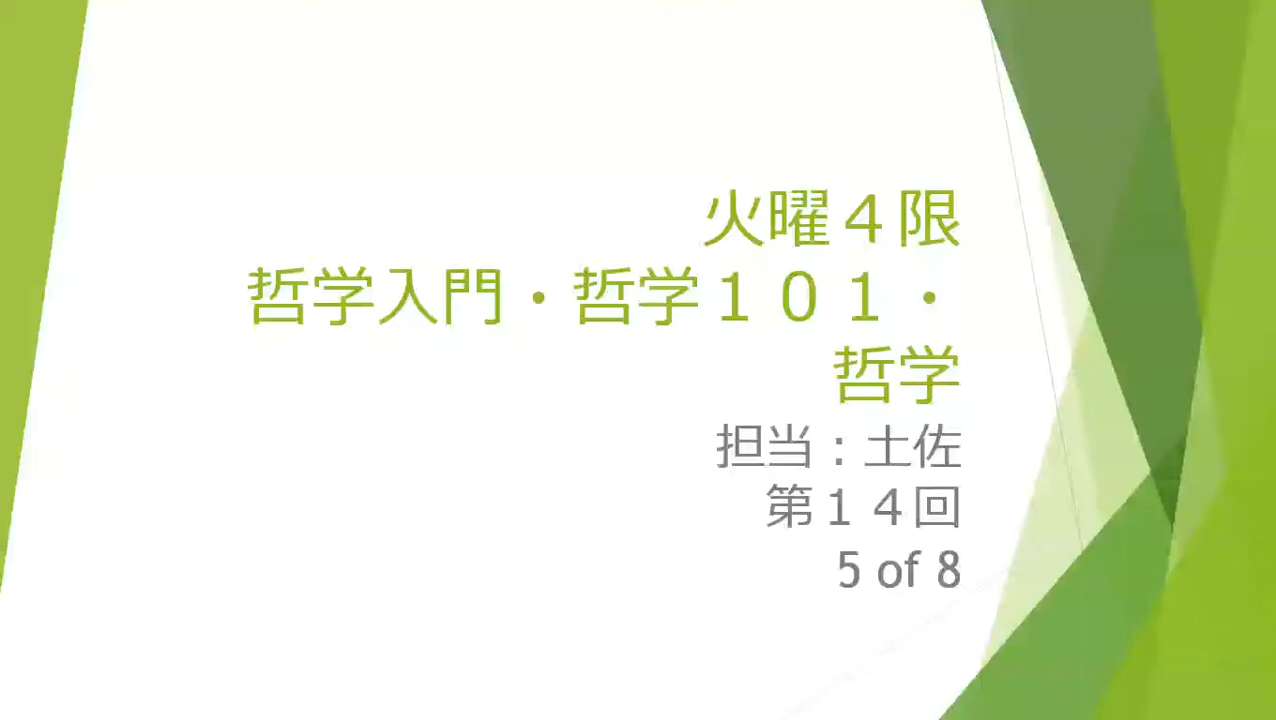 火曜４限
哲学入門・哲学１０１・
哲学
担当：土佐
第１４回
5 of 8